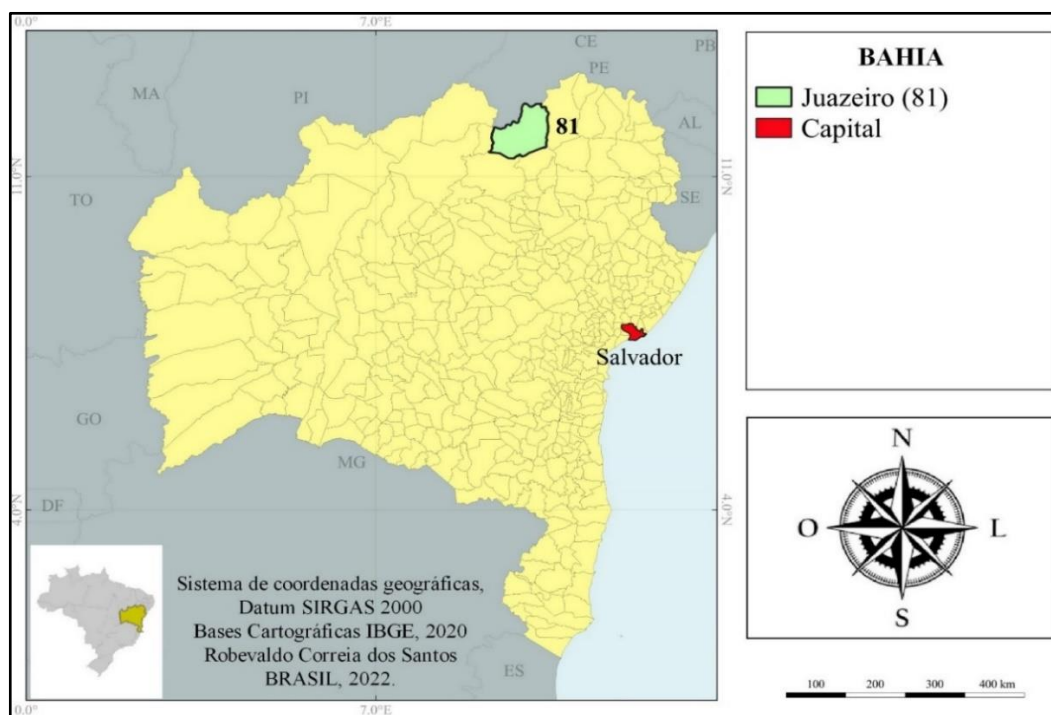 0.0°
7.0°E
CE
PB
PE
MA
PI
AL
81
11.0°N
11.0°N
TO
SE
Salvador
GO
MG
DF
4.0°N
4.0°N
Sistema de coordenadas geográficas,
Datum SIRGAS 2000
Bases Cartográficas IBGE, 2020
Robevaldo Correia dos Santos
BRASIL, 2022.
ES
0.0°
7.0°E
BAHIA
Juazeiro (81)
Capital
N
O L
S
100 200 300 400 km